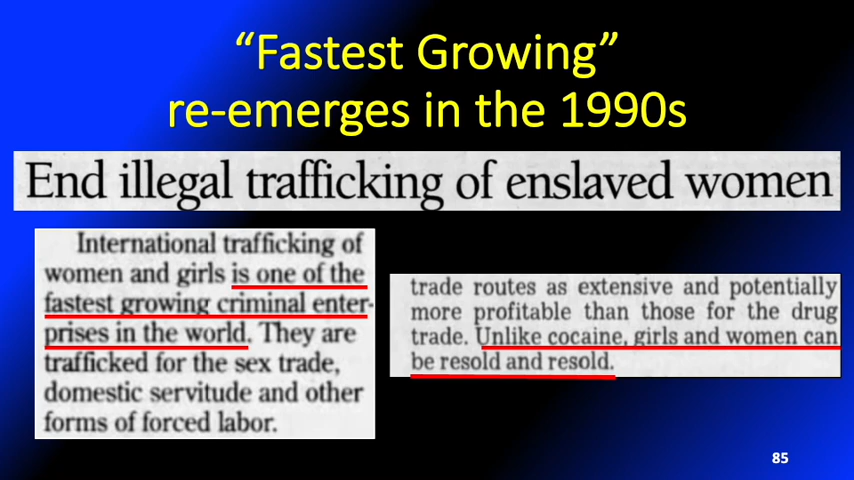 “Fastest Growing”
re-emerges in the 1990s
End illegal trafficking of enslaved women
International trafficking of
women and girls is one of the
fastest growing criminal enter-
prises in the world. They are
trafficked for the sex trade,
domestic servitude and other
forms of forced labor.
trade routes as extensive and potentially
more profitable than those for the drug
trade. Unlike cocaine, girls and women can
be resold and resold.
85